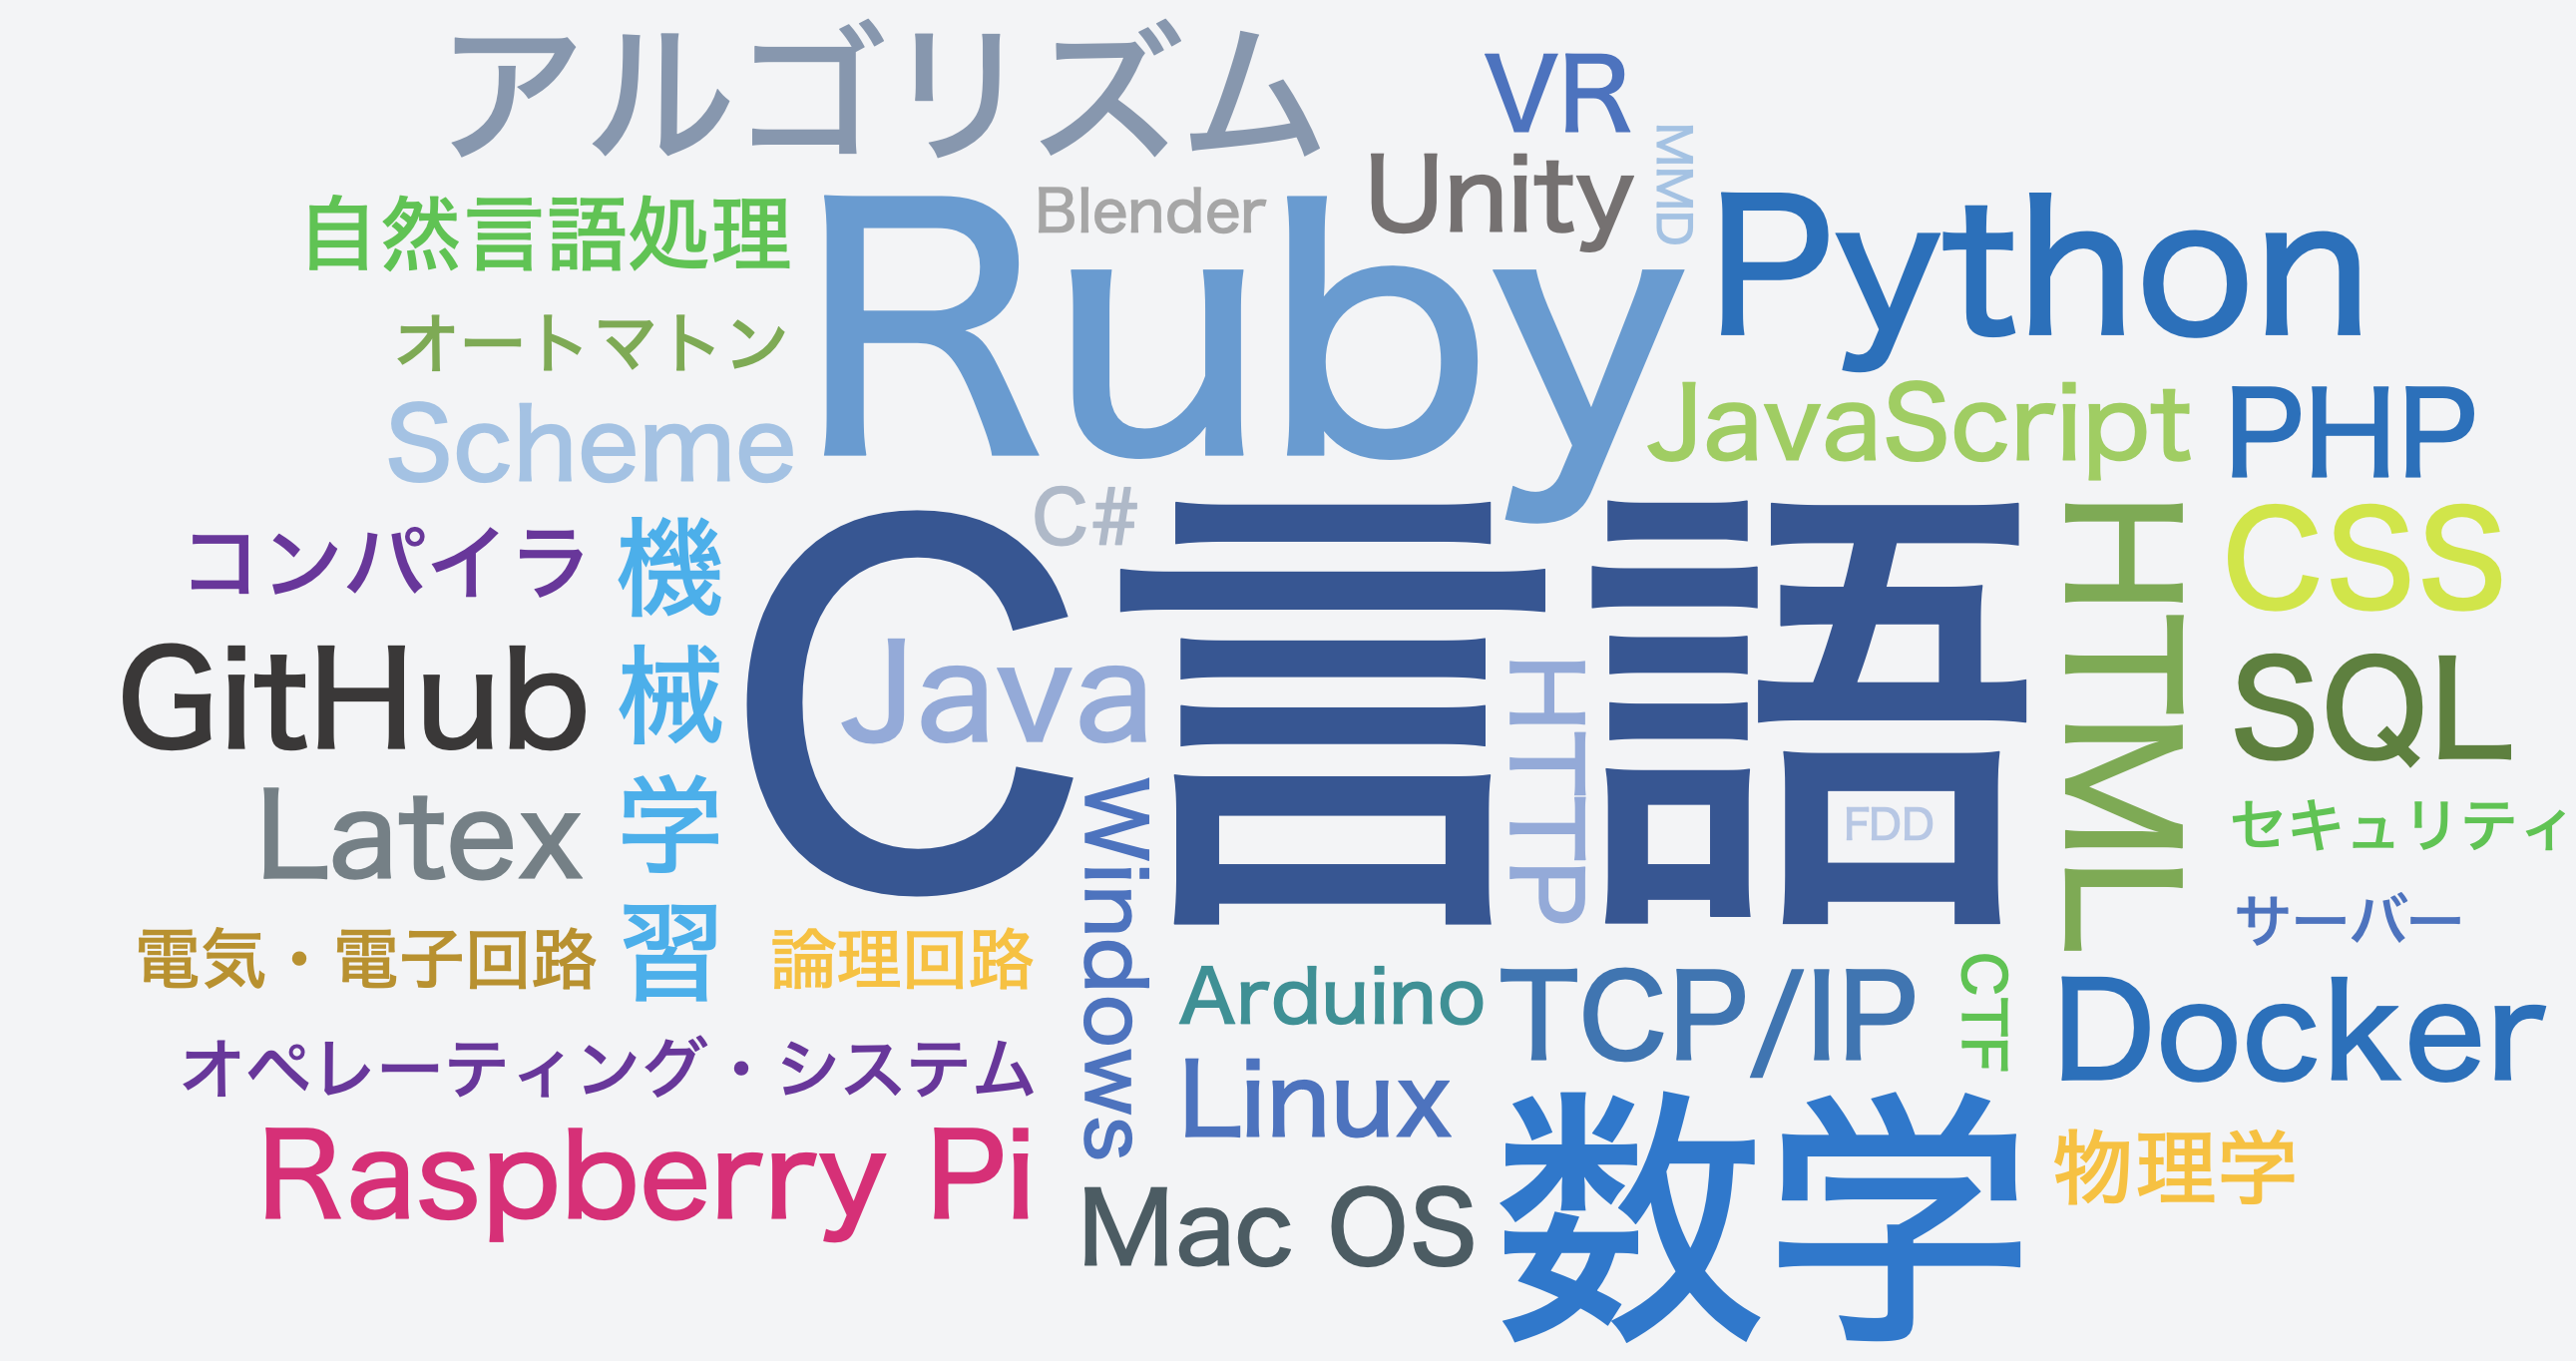 アルゴリズム
VR
MMD
Unity
Blender
自然言語処理
Ruby
Python
オートマトン
Scheme
JavaScript
PHP
C#
コンパイラ
機械学習
C言語
HTML
CSS
GitHub
Java
HTTP
SQL
Latex
Windows
FDD
セキュリティ
サーバー
電気・電子回路
論理回路
Arduino
TCP/IP
CTF
Docker
オペレーティング・システム
Linux
Raspberry Pi
数学
物理学
Mac OS